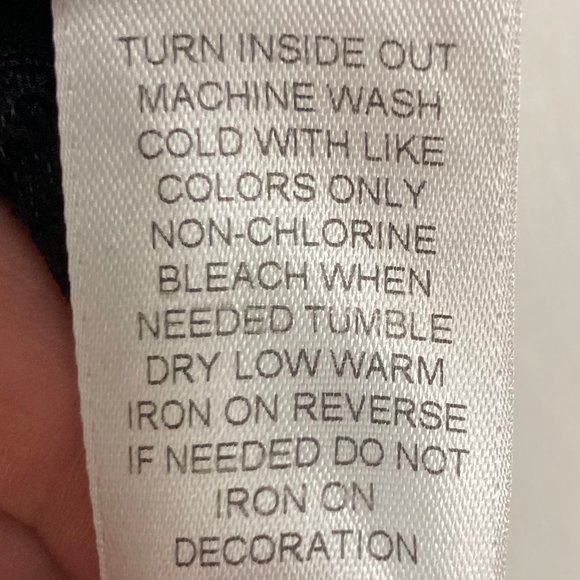 TURN INSIDE OUT
MACHINE WASH
COLD WITH LIKE
COLORS ONLY
NON-CHLORINE
BLEACH WHEN
NEEDED TUMBLE
DRY LOW WARM
IRON ON REVERSE
IF NEEDED DO NOT
IRON ON
DECORATION